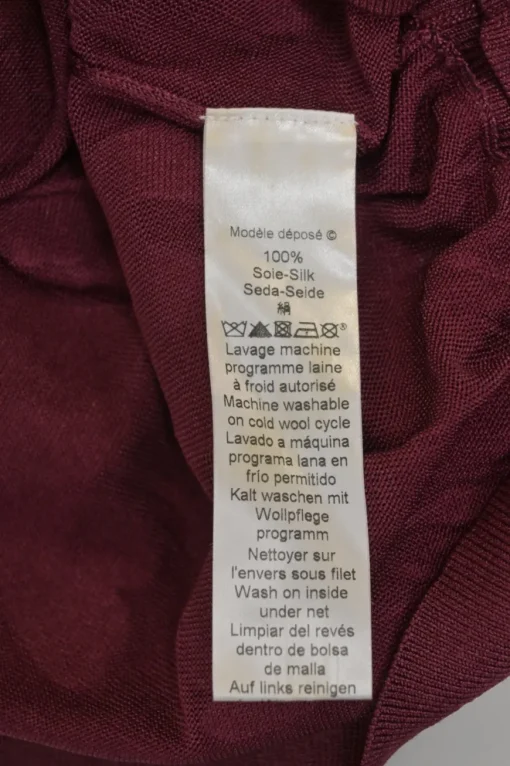 Modèle déposé ©
100%
Soie-Silk
Seda-Seide
絹
Lavage machine
programme laine
à froid autorisé
Machine washable
on cold wool cycle
Lavado a máquina
programa lana en
frío permitido
Kalt waschen mit
Wollpflege
programm
Nettoyer sur
l'envers sous filet
Wash on inside
under net
Limpiar del revés
dentro de bolsa
de malla
Auf links reinigen